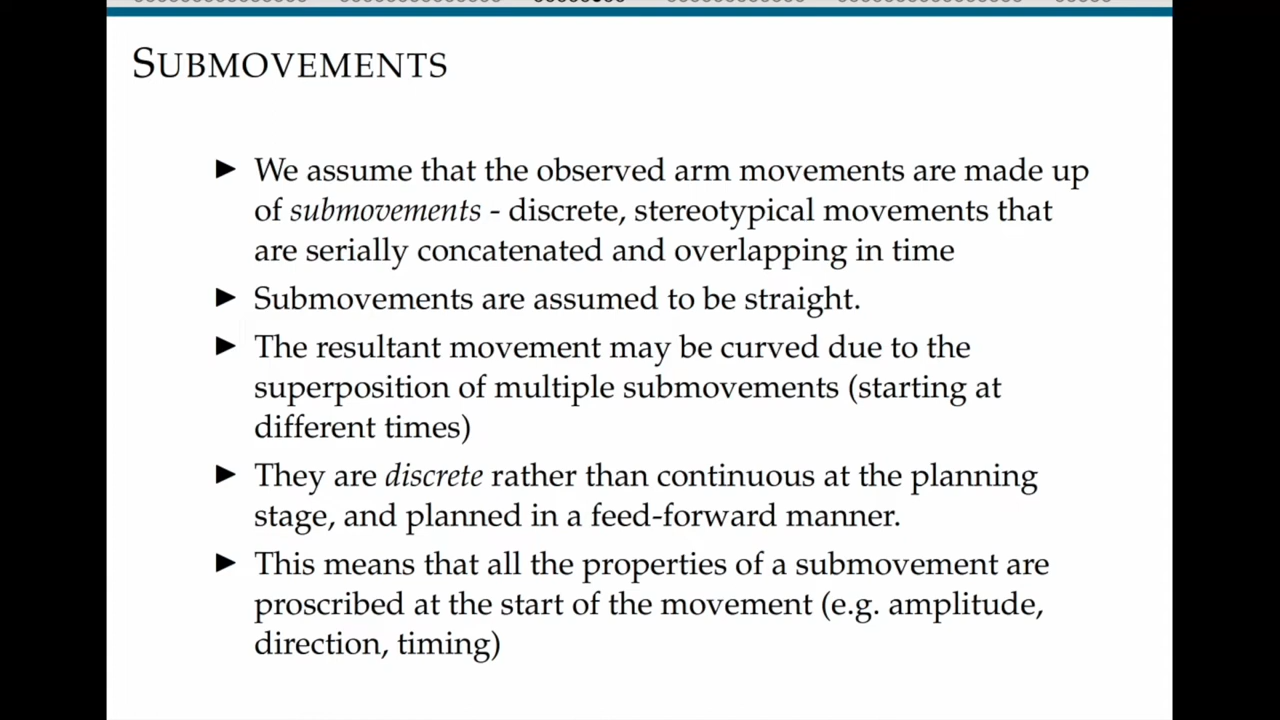 SUBMOVEMENTS
We assume that the observed arm movements are made up
of submovements - discrete, stereotypical movements that
are serially concatenated and overlapping in time
Submovements are assumed to be straight.
The resultant movement may be curved due to the
superposition of multiple submovements (starting at
different times)
They are discrete rather than continuous at the planning
stage, and planned in a feed-forward manner.
This means that all the properties of a submovement are
proscribed at the start of the movement (e.g. amplitude,
direction, timing)